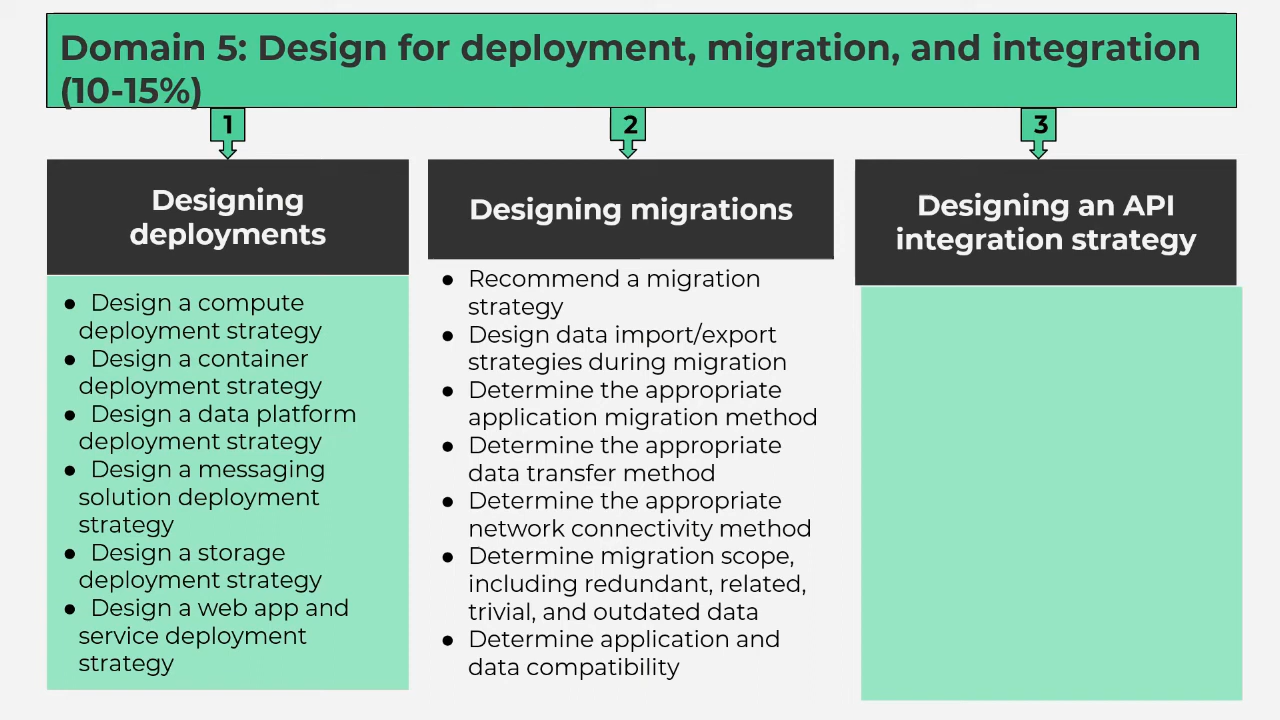 Domain 5: Design for deployment, migration, and integration
(10-15%)
1
2
3
Designing
deployments
● Design a compute
deployment strategy
● Design a container
deployment strategy
● Design a data platform
deployment strategy
● Design a messaging
solution deployment
strategy
● Design a storage
deployment strategy
● Design a web app and
service deployment
strategy
Designing migrations
● Recommend a migration
strategy
● Design data import/export
strategies during migration
● Determine the appropriate
application migration method
● Determine the appropriate
data transfer method
● Determine the appropriate
network connectivity method
● Determine migration scope,
including redundant, related,
trivial, and outdated data
● Determine application and
data compatibility
Designing an API
integration strategy